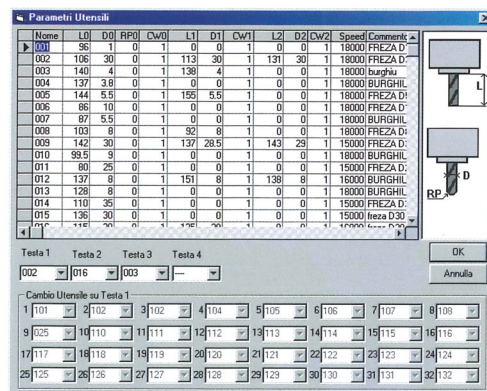 Parametri Utensili
Nome L0 D0 RP0 CW0 L1 D1 CW1 L2 D2 CW2 Speed Commento
001 96 1 0 1 0 0 1 0 0 1 18000 FREZA D
002 106 30 0 1 113 30 1 131 30 1 18000 FREZA D
003 140 4 0 1 138 4 1 0 0 1 18000 burghiu
004 137 3.8 0 1 0 0 1 0 0 1 18000 BURGHIL
005 144 5.5 0 1 155 5.5 1 0 0 1 18000 FREZA D
006 86 10 0 1 0 0 1 0 0 1 18000 FREZA D
007 87 5.5 0 1 0 0 1 0 0 1 18000 BURGHIL
008 103 8 0 1 92 8 1 0 0 1 18000 FREZA D
009 142 30 0 1 137 28.5 1 143 29 1 15000 FREZA D
010 99.5 9 0 1 0 0 1 0 0 1 18000 BURGHIL
011 80 25 0 1 0 0 1 0 0 1 15000 FREZA D
012 137 8 0 1 151 8 1 138 8 1 16000 BURGHIL
013 128 8 0 1 0 0 1 0 0 1 18000 BURGHIL
014 110 35 0 1 0 0 1 0 0 1 15000 FREZA D
015 136 30 0 1 0 0 1 0 0 1 15000 freza D30
L
D
RP
OK
Annulla
Testa 1 Testa 2 Testa 3 Testa 4
002 016 003 ---
Cambio Utensile su Testa 1
1 101 2 102 3 102 4 104 5 105 6 106 7 107 8 108
9 025 10 110 11 111 12 112 13 113 14 114 15 115 16 116
17 117 18 118 19 119 20 120 21 121 22 122 23 123 24 124
25 125 26 126 27 127 28 128 29 129 30 130 31 131 32 132